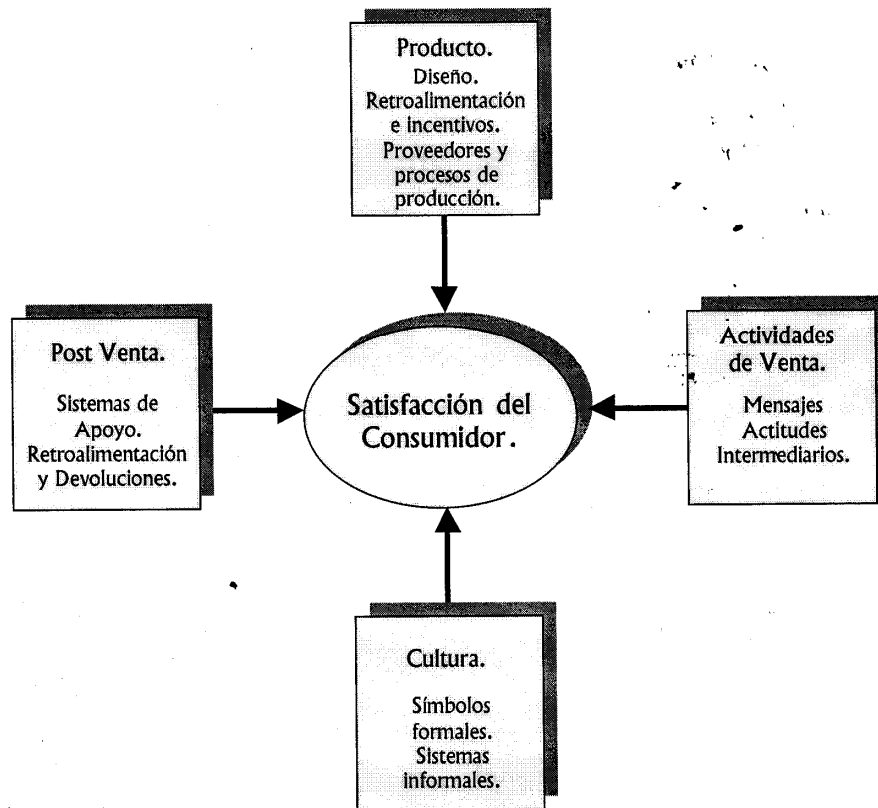 Producto.
Diseño.
Retroalimentación
e incentivos.
Proveedores y
procesos de
producción.
Post Venta.
Sistemas de
Apoyo.
Retroalimentación
y Devoluciones.
Satisfacción del
Consumidor.
Actividades
de Venta.
Mensajes
Actitudes
Intermediarios.
Cultura.
Símbolos
formales.
Sistemas
informales.